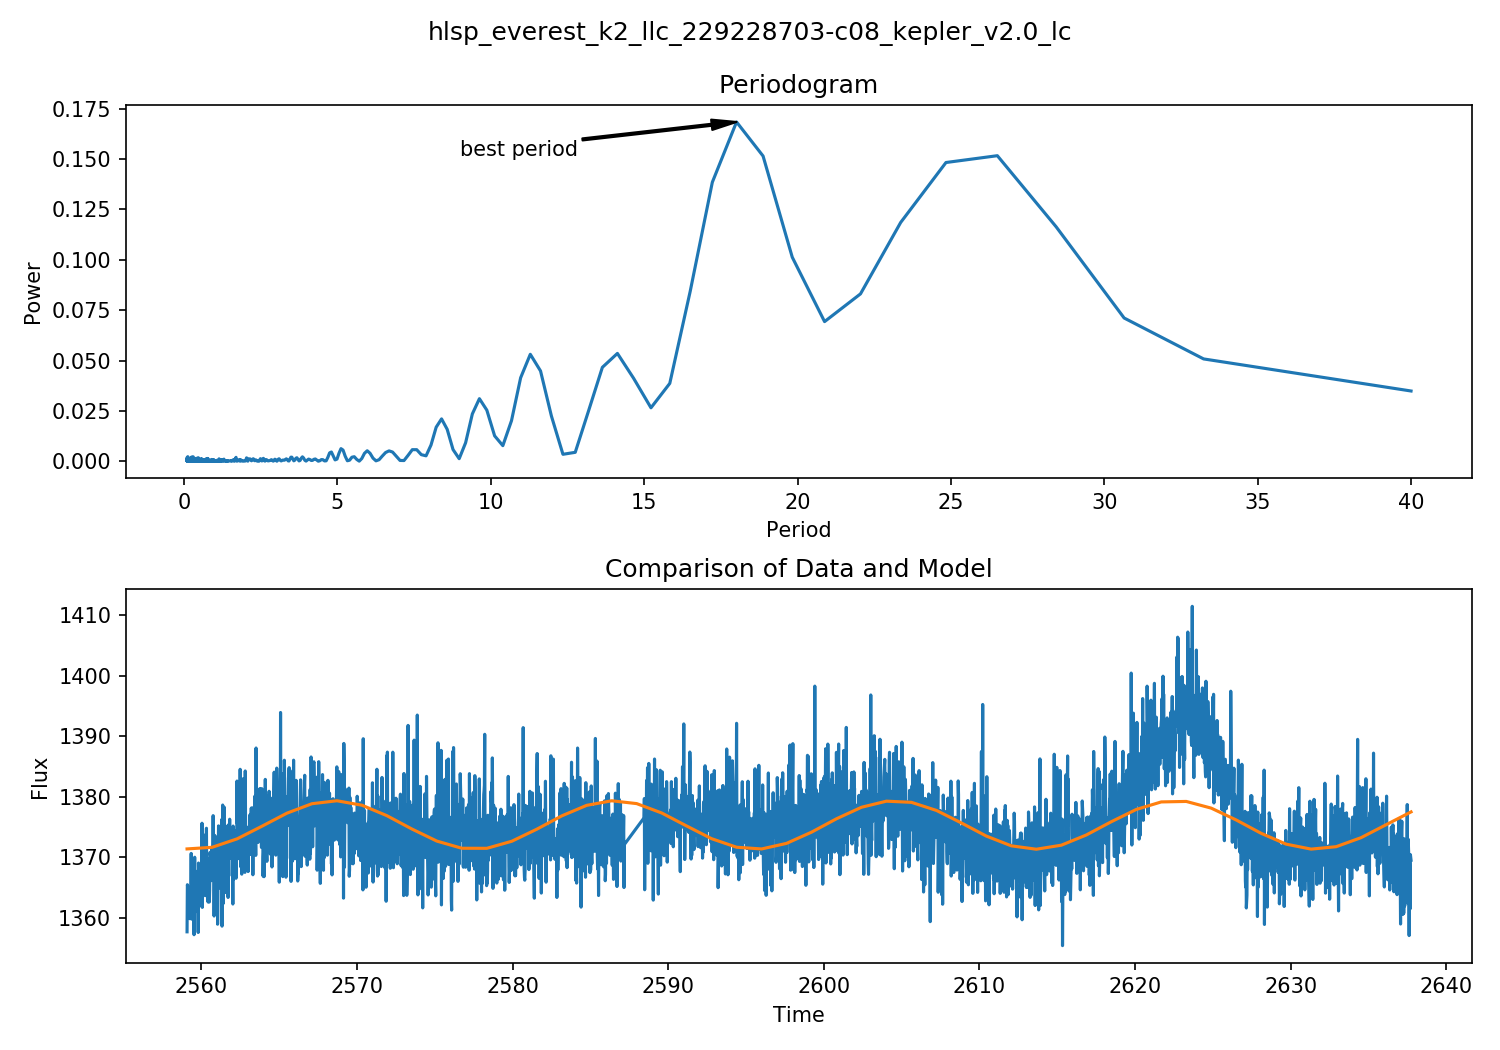 hlsp_everest_k2_llc_229228703-c08_kepler_v2.0_lc
Periodogram
0.175
0.150
0.125
0.100
0.075
0.050
0.025
0.000
Power
best period
0 5 10 15 20 25 30 35 40
Period
Comparison of Data and Model
1410
1400
1390
1380
1370
1360
Flux
2560 2570 2580 2590 2600 2610 2620 2630 2640
Time